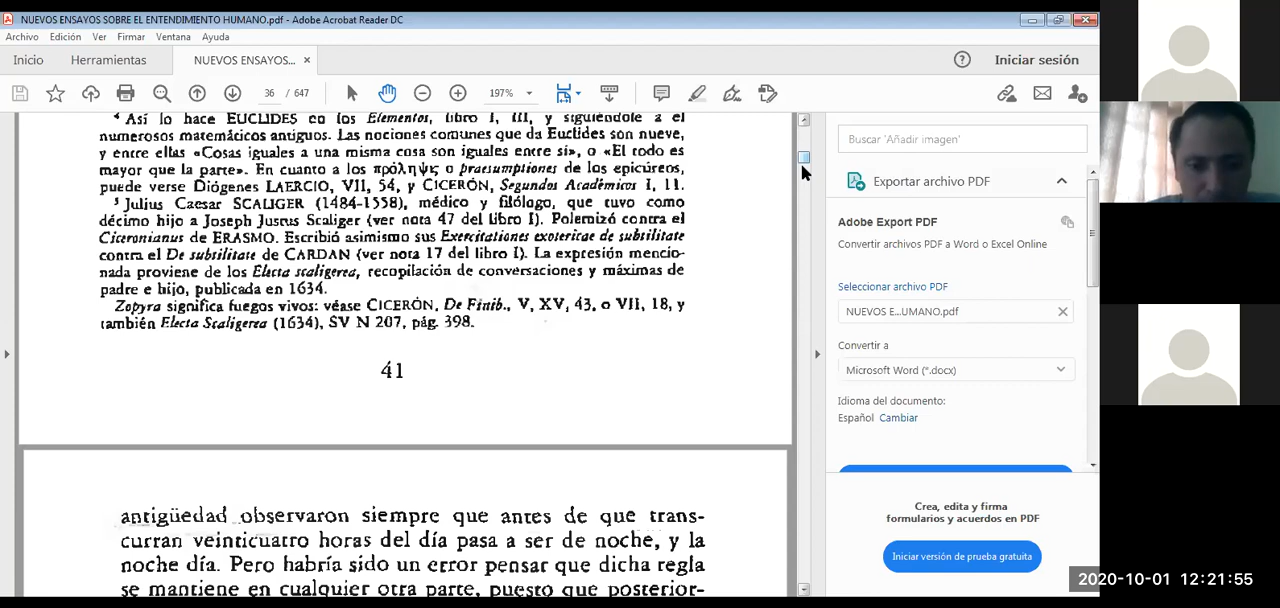 NUEVOS ENSAYOS SOBRE EL ENTENDIMIENTO HUMANO.pdf - Adobe Acrobat Reader DC
Archivo Edición Ver Firmar Ventana Ayuda
Inicio Herramientas NUEVOS ENSAYOS... × Iniciar sesión
36 / 647 197%
⁴ Así lo hace EUCLIDES en los Elementos, libro I, III, y siguiéndole a él
numerosos matemáticos antiguos. Las nociones comunes que da Euclides son nueve,
y entre ellas «Cosas iguales a una misma cosa son iguales entre sí», o «El todo es
mayor que la parte». En cuanto a los πρόληψις o praesumptiones de los epicúreos,
puede verse Diógenes LAERCIO, VII, 54, y CICERÓN, Segundos Académicos I, 11.
⁵ Julius Caesar SCALIGER (1484-1558), médico y filólogo, que tuvo como
décimo hijo a Joseph Justus Scaliger (ver nota 47 del libro I). Polemizó contra el
Ciceronianus de ERASMO. Escribió asimismo sus Exercitationes exotericae de subtilitate
contra el De subtilitate de CARDAN (ver nota 17 del libro I). La expresión mencio-
nada proviene de los Electa scaligerea, recopilación de conversaciones y máximas de
padre e hijo, publicada en 1634.
Zopyra significa fuegos vivos: véase CICERÓN, De Finib., V, XV, 43, o VII, 18, y
también Electa Scaligerea (1634), SV N 207, pág. 398.
41
antigüedad observaron siempre que antes de que trans-
curran veinticuatro horas del día pasa a ser de noche, y la
noche día. Pero habría sido un error pensar que dicha regla
se mantiene en cualquier otra parte, puesto que posterior-
Buscar 'Añadir imagen'
Exportar archivo PDF
Adobe Export PDF
Convertir archivos PDF a Word o Excel Online
Seleccionar archivo PDF
NUEVOS E...UMANO.pdf
Convertir a
Microsoft Word (*.docx)
Idioma del documento:
Español Cambiar
Crea, edita y firma
formularios y acuerdos en PDF
Iniciar versión de prueba gratuita
2020-10-01 12:21:55